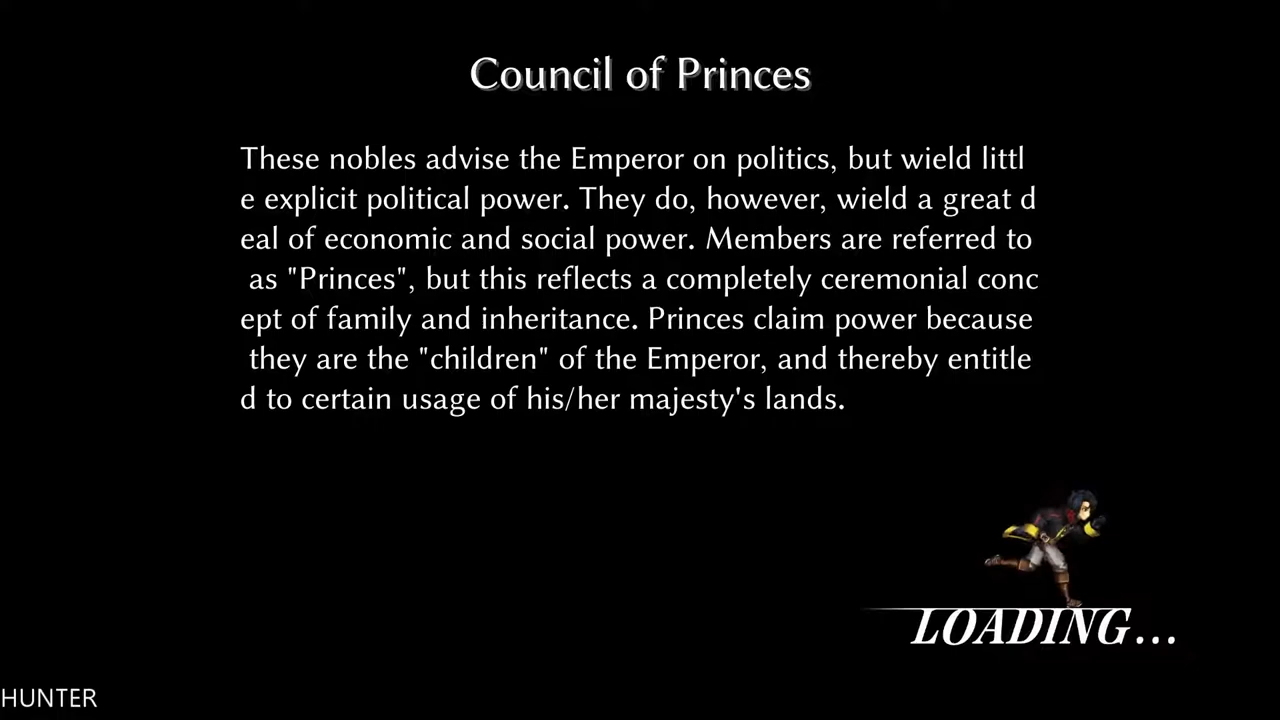 Council of Princes
These nobles advise the Emperor on politics, but wield littl
e explicit political power. They do, however, wield a great d
eal of economic and social power. Members are referred to
as "Princes", but this reflects a completely ceremonial conc
ept of family and inheritance. Princes claim power because
they are the "children" of the Emperor, and thereby entitle
d to certain usage of his/her majesty's lands.
LOADING...
HUNTER